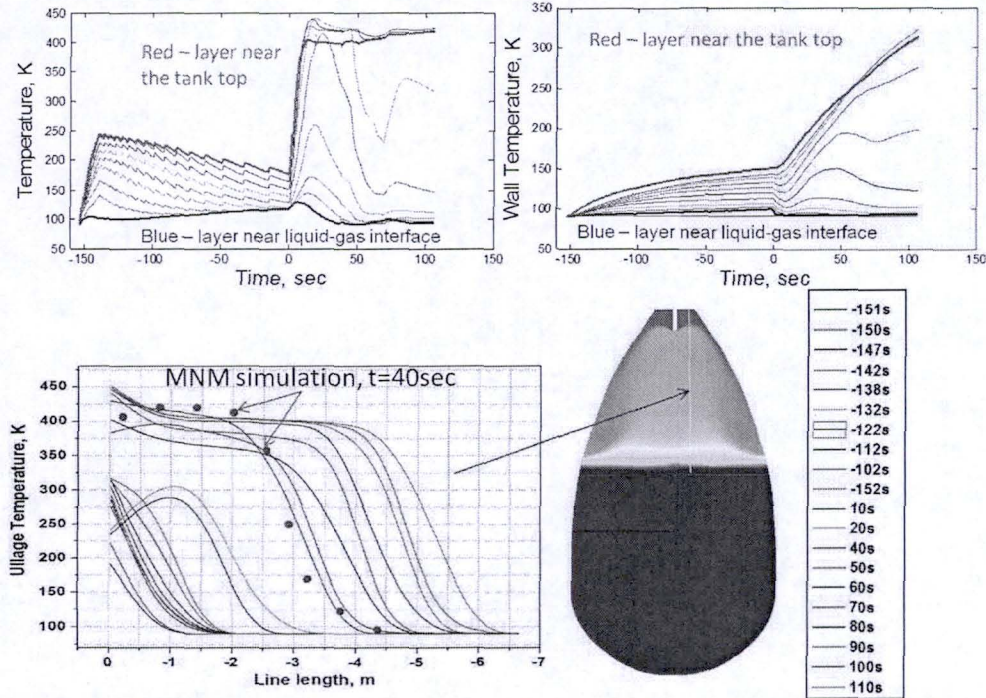 Temperature, K
450
400
350
300
250
200
150
100
50
Red – layer near
the tank top
Blue – layer near liquid-gas interface
-150
-100
-50
0
50
100
150
Time, sec
Wall Temperature, K
350
300
250
200
150
100
50
Red – layer near the tank top
Blue – layer near liquid-gas interface
-150
-100
-50
0
50
100
150
Time, sec
Ullage Temperature, K
450
400
350
300
250
200
150
100
MNM simulation, t=40sec
0
-1
-2
-3
-4
-5
-6
-7
Line length, m
-151s
-150s
-147s
-142s
-138s
-132s
-122s
-112s
-102s
-152s
10s
20s
40s
50s
60s
70s
80s
90s
100s
110s